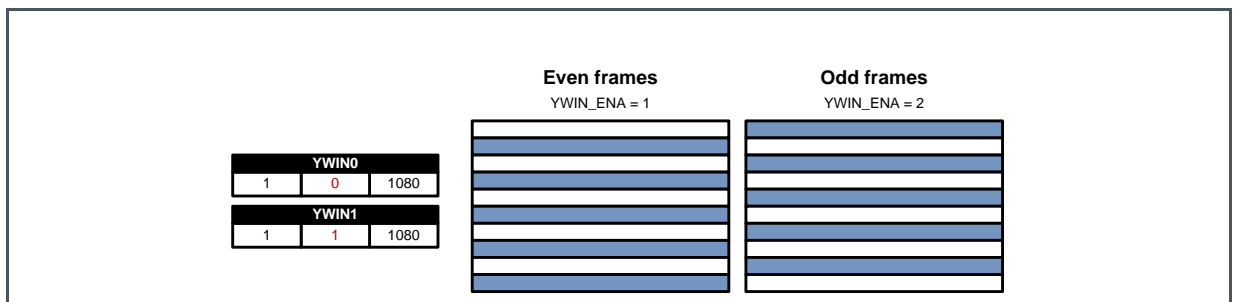 Even frames
Odd frames
YWIN_ENA = 1
YWIN_ENA = 2
YWIN0
1 0 1080
YWIN1
1 1 1080